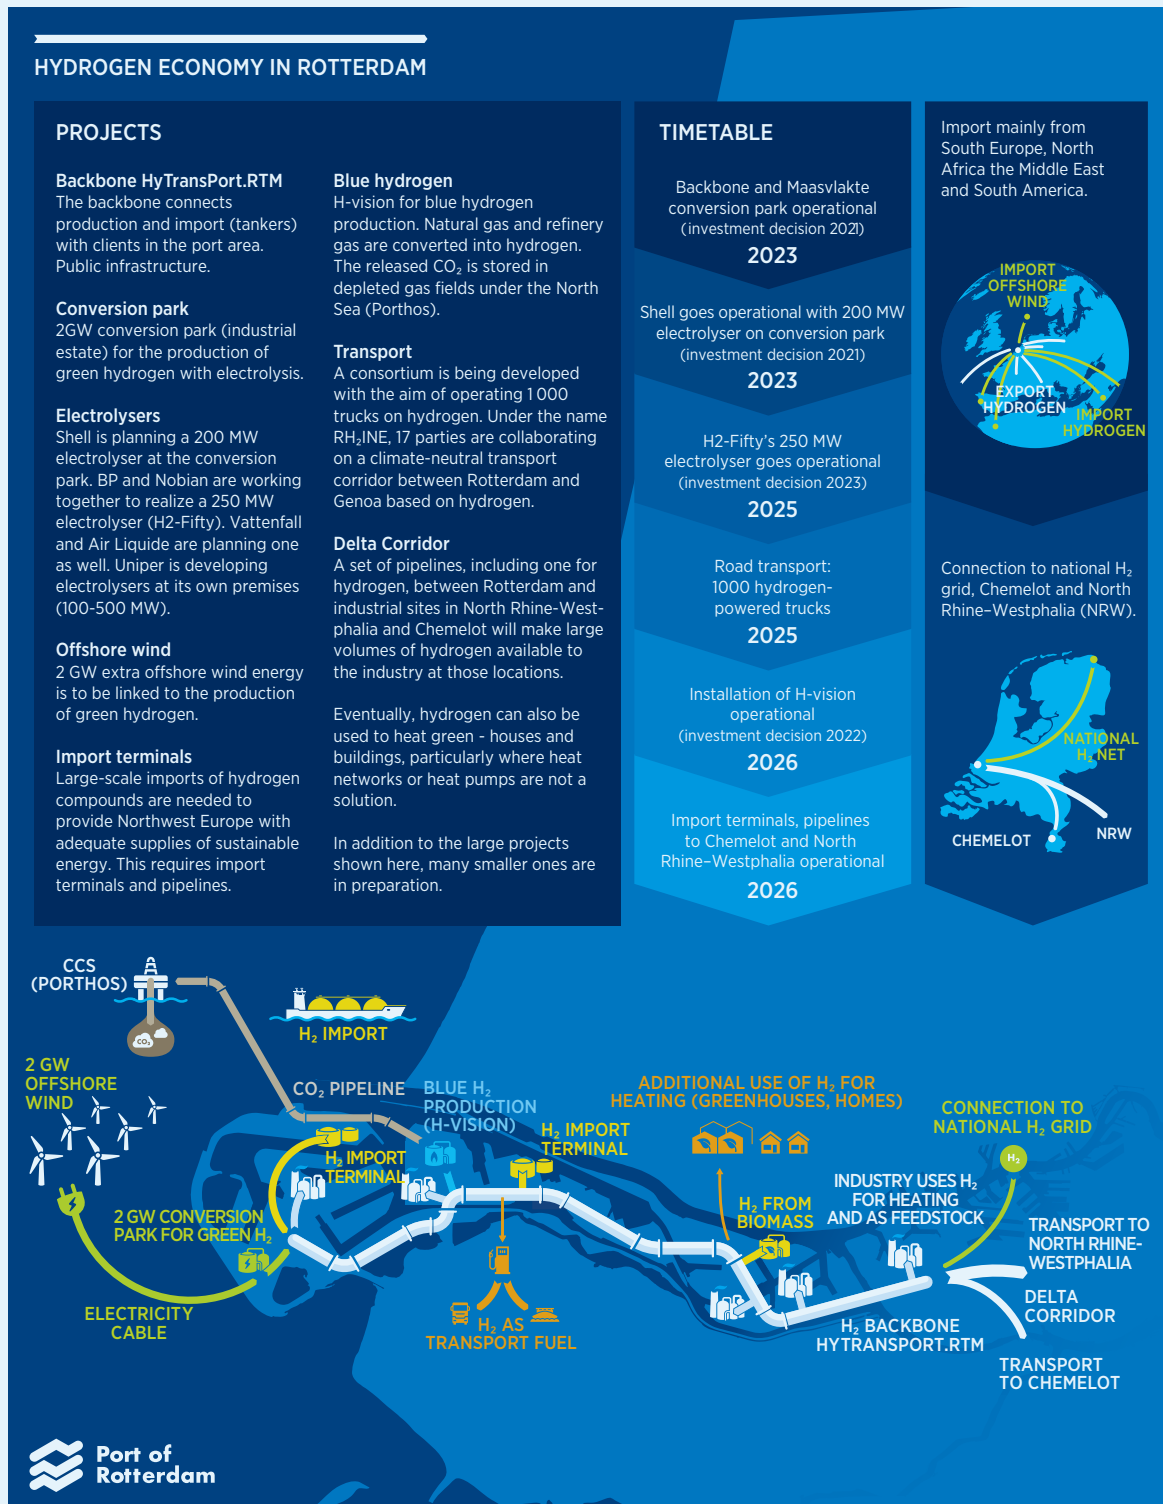 HYDROGEN ECONOMY IN ROTTERDAM
PROJECTS
Backbone HyTransPort.RTM
The backbone connects
production and import (tankers)
with clients in the port area.
Public infrastructure.
Conversion park
2GW conversion park (industrial
estate) for the production of
green hydrogen with electrolysis.
Electrolysers
Shell is planning a 200 MW
electrolyser at the conversion
park. BP and Nobian are working
together to realize a 250 MW
electrolyser (H2-Fifty). Vattenfall
and Air Liquide are planning one
as well. Uniper is developing
electrolysers at its own premises
(100-500 MW).
Offshore wind
2 GW extra offshore wind energy
is to be linked to the production
of green hydrogen.
Import terminals
Large-scale imports of hydrogen
compounds are needed to
provide Northwest Europe with
adequate supplies of sustainable
energy. This requires import
terminals and pipelines.
Blue hydrogen
H-vision for blue hydrogen
production. Natural gas and refinery
gas are converted into hydrogen.
The released CO₂ is stored in
depleted gas fields under the North
Sea (Porthos).
Transport
A consortium is being developed
with the aim of operating 1 000
trucks on hydrogen. Under the name
RH₂INE, 17 parties are collaborating
on a climate-neutral transport
corridor between Rotterdam and
Genoa based on hydrogen.
Delta Corridor
A set of pipelines, including one for
hydrogen, between Rotterdam and
industrial sites in North Rhine-West-
phalia and Chemelot will make large
volumes of hydrogen available to
the industry at those locations.
Eventually, hydrogen can also be
used to heat green - houses and
buildings, particularly where heat
networks or heat pumps are not a
solution.
In addition to the large projects
shown here, many smaller ones are
in preparation.
TIMETABLE
Backbone and Maasvlakte
conversion park operational
(investment decision 2021)
2023
Shell goes operational with 200 MW
electrolyser on conversion park
(investment decision 2021)
2023
H2-Fifty's 250 MW
electrolyser goes operational
(investment decision 2023)
2025
Road transport:
1000 hydrogen-
powered trucks
2025
Installation of H-vision
operational
(investment decision 2022)
2026
Import terminals, pipelines
to Chemelot and North
Rhine–Westphalia operational
2026
Import mainly from
South Europe, North
Africa the Middle East
and South America.
IMPORT
OFFSHORE
WIND
EXPORT
HYDROGEN
IMPORT
HYDROGEN
Connection to national H₂
grid, Chemelot and North
Rhine–Westphalia (NRW).
NATIONAL
H₂ NET
CHEMELOT
NRW
CCS
(PORTHOS)
CO₂
H₂ IMPORT
2 GW
OFFSHORE
WIND
CO₂ PIPELINE
BLUE H₂
PRODUCTION
(H-VISION)
H₂ IMPORT
TERMINAL
H₂ IMPORT
TERMINAL
2 GW CONVERSION
PARK FOR GREEN H₂
ELECTRICITY
CABLE
H₂ AS
TRANSPORT FUEL
ADDITIONAL USE OF H₂ FOR
HEATING (GREENHOUSES, HOMES)
H₂ FROM
BIOMASS
INDUSTRY USES H₂
FOR HEATING
AND AS FEEDSTOCK
CONNECTION TO
NATIONAL H₂ GRID
H₂
TRANSPORT TO
NORTH RHINE-
WESTPHALIA
DELTA
CORRIDOR
H₂ BACKBONE
HYTRANSPORT.RTM
TRANSPORT
TO CHEMELOT
Port of
Rotterdam